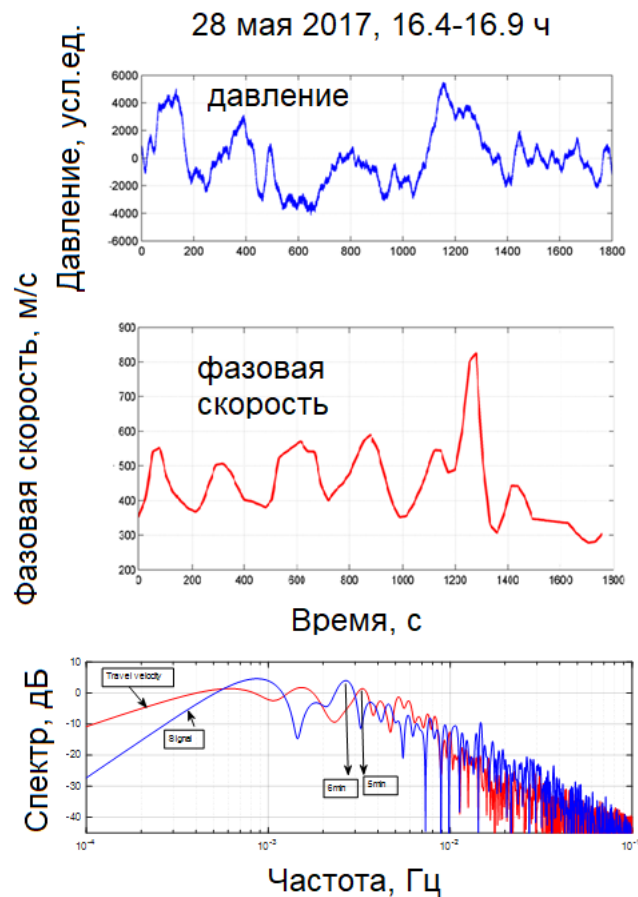 28 мая 2017, 16.4-16.9 ч
Давление, усл.ед.
давление
6000
4000
2000
0
-2000
-4000
-6000
0 200 400 600 800 1000 1200 1400 1600 1800
Фазовая скорость, м/с
фазовая
скорость
900
800
700
600
500
400
300
200
0 200 400 600 800 1000 1200 1400 1600 1800
Время, с
Спектр, дБ
10
0
-10
-20
-30
-40
Travel velocity
Signal
6min
5min
10⁻⁴ 10⁻³ 10⁻² 10⁻¹
Частота, Гц